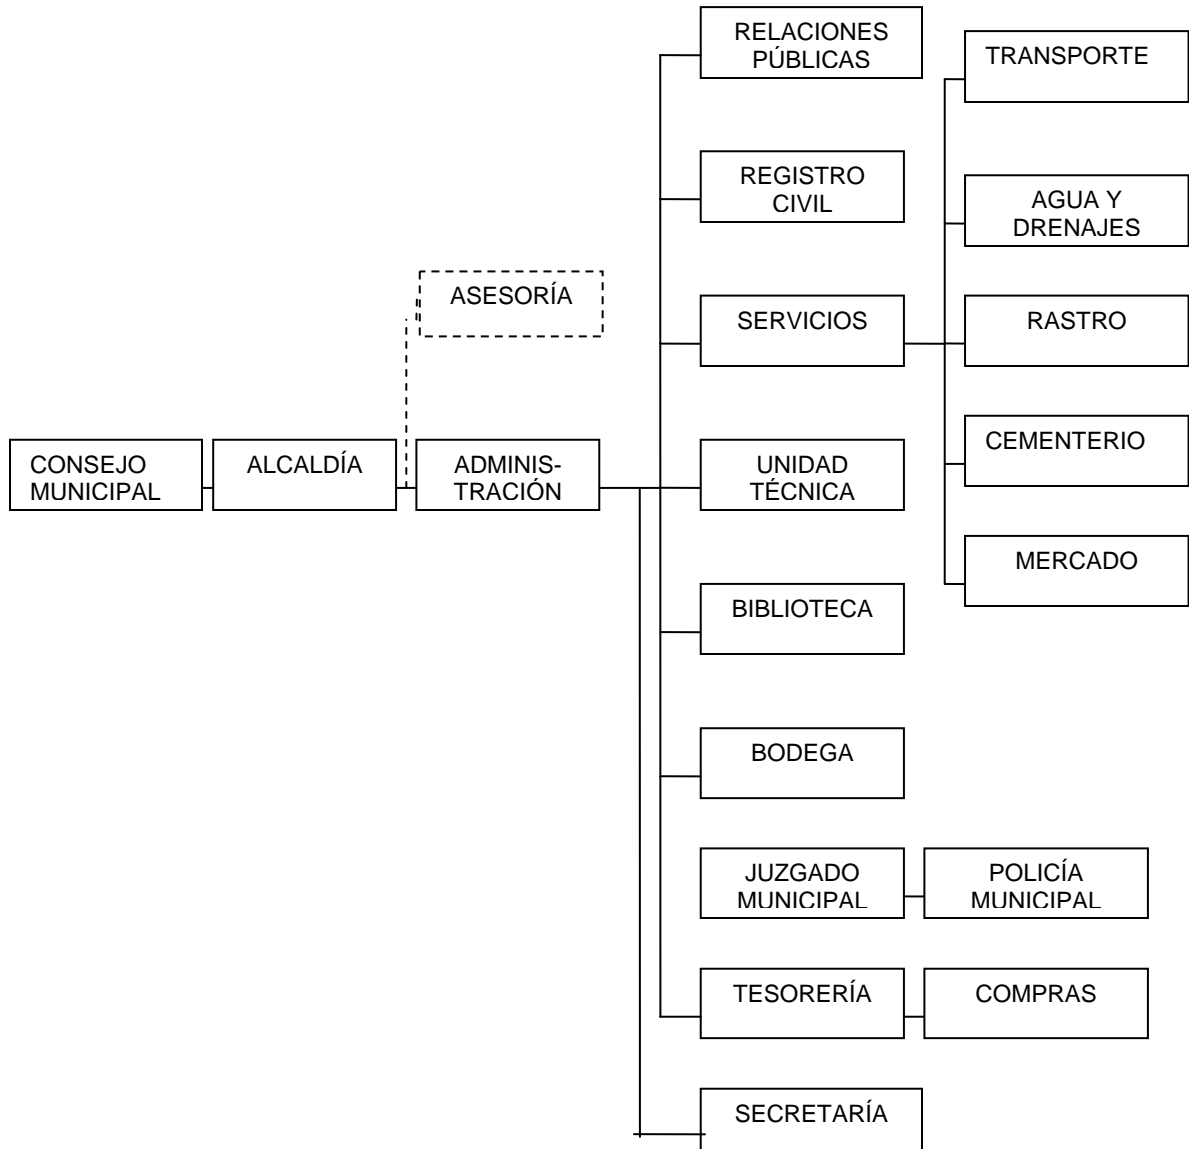 RELACIONES
PÚBLICAS
TRANSPORTE
REGISTRO
CIVIL
AGUA Y
DRENAJES
ASESORÍA
SERVICIOS
RASTRO
CONSEJO
MUNICIPAL
ALCALDÍA
ADMINIS-
TRACIÓN
UNIDAD
TÉCNICA
CEMENTERIO
MERCADO
BIBLIOTECA
BODEGA
JUZGADO
MUNICIPAL
POLICÍA
MUNICIPAL
TESORERÍA
COMPRAS
SECRETARÍA